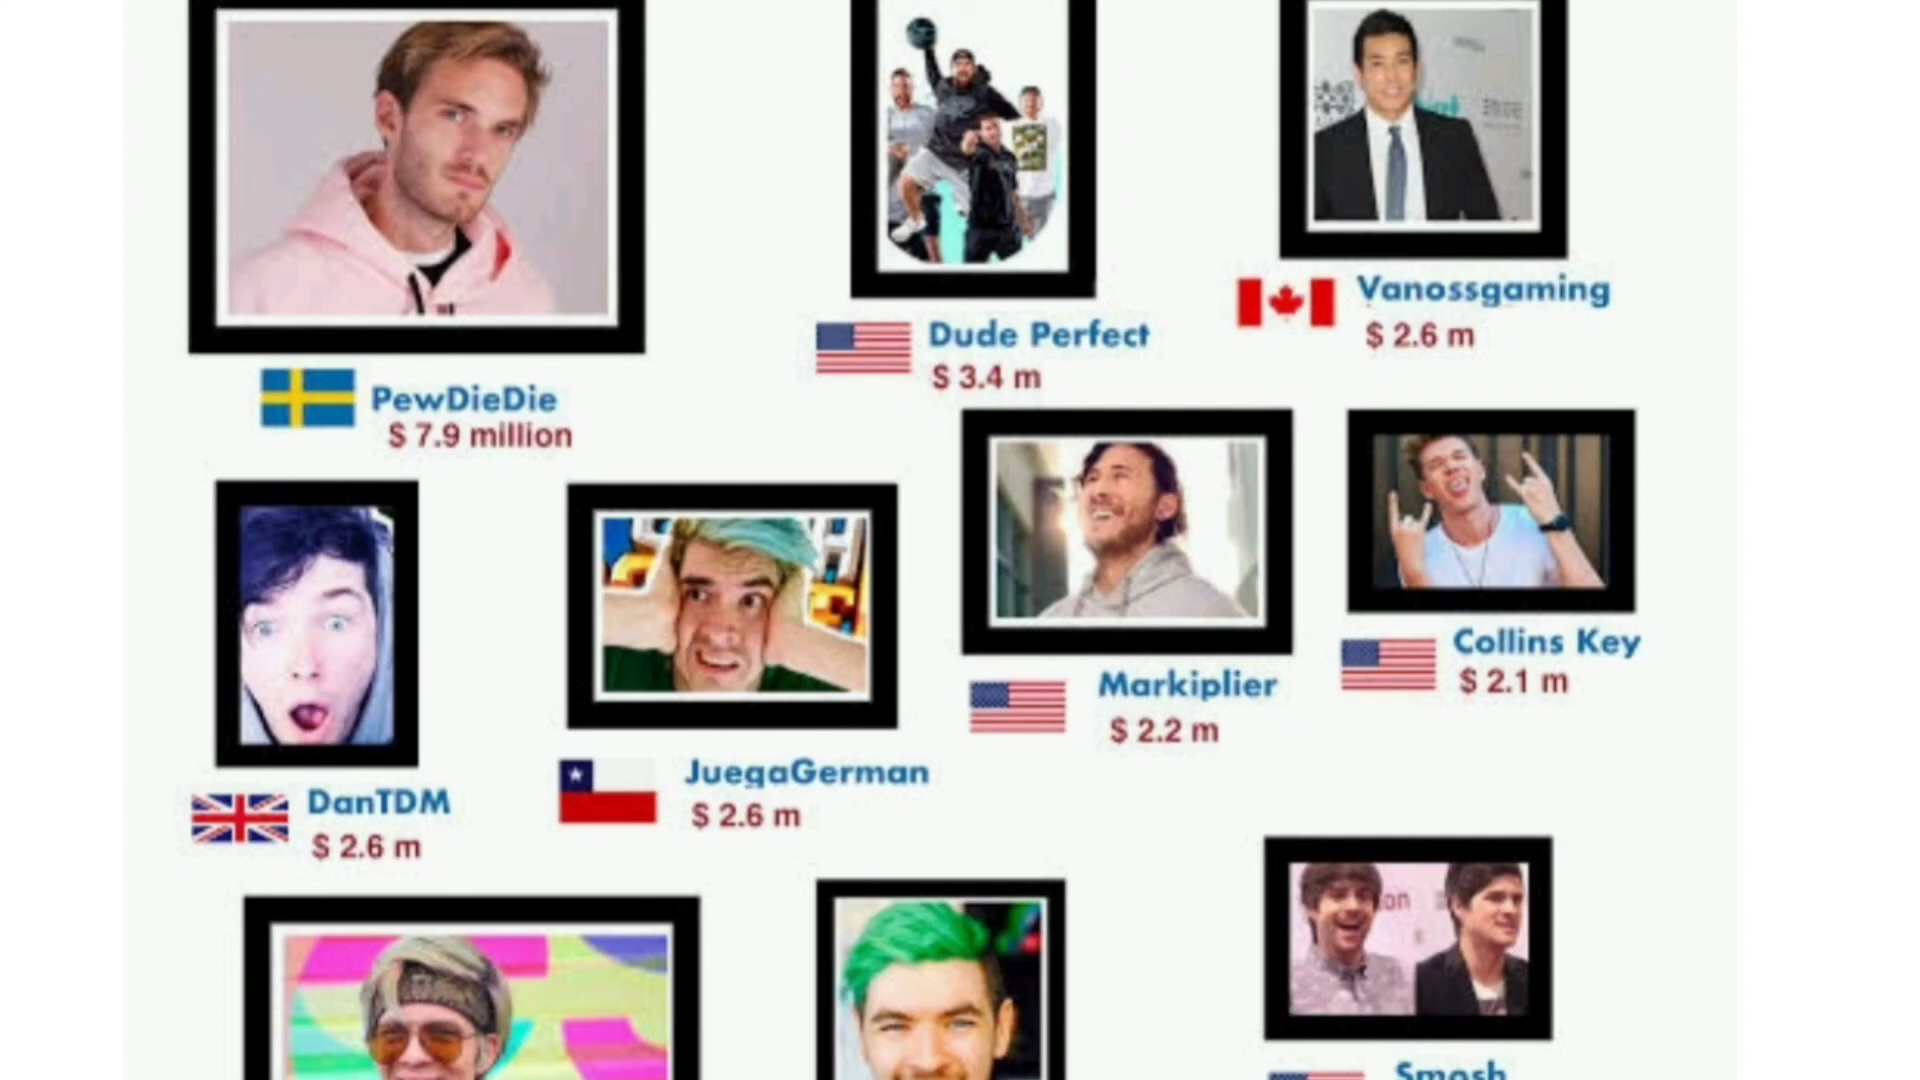 PewDieDie
$ 7.9 million
Dude Perfect
$ 3.4 m
Vanossgaming
$ 2.6 m
DanTDM
$ 2.6 m
JuegaGerman
$ 2.6 m
Markiplier
$ 2.2 m
Collins Key
$ 2.1 m
on
Smosh